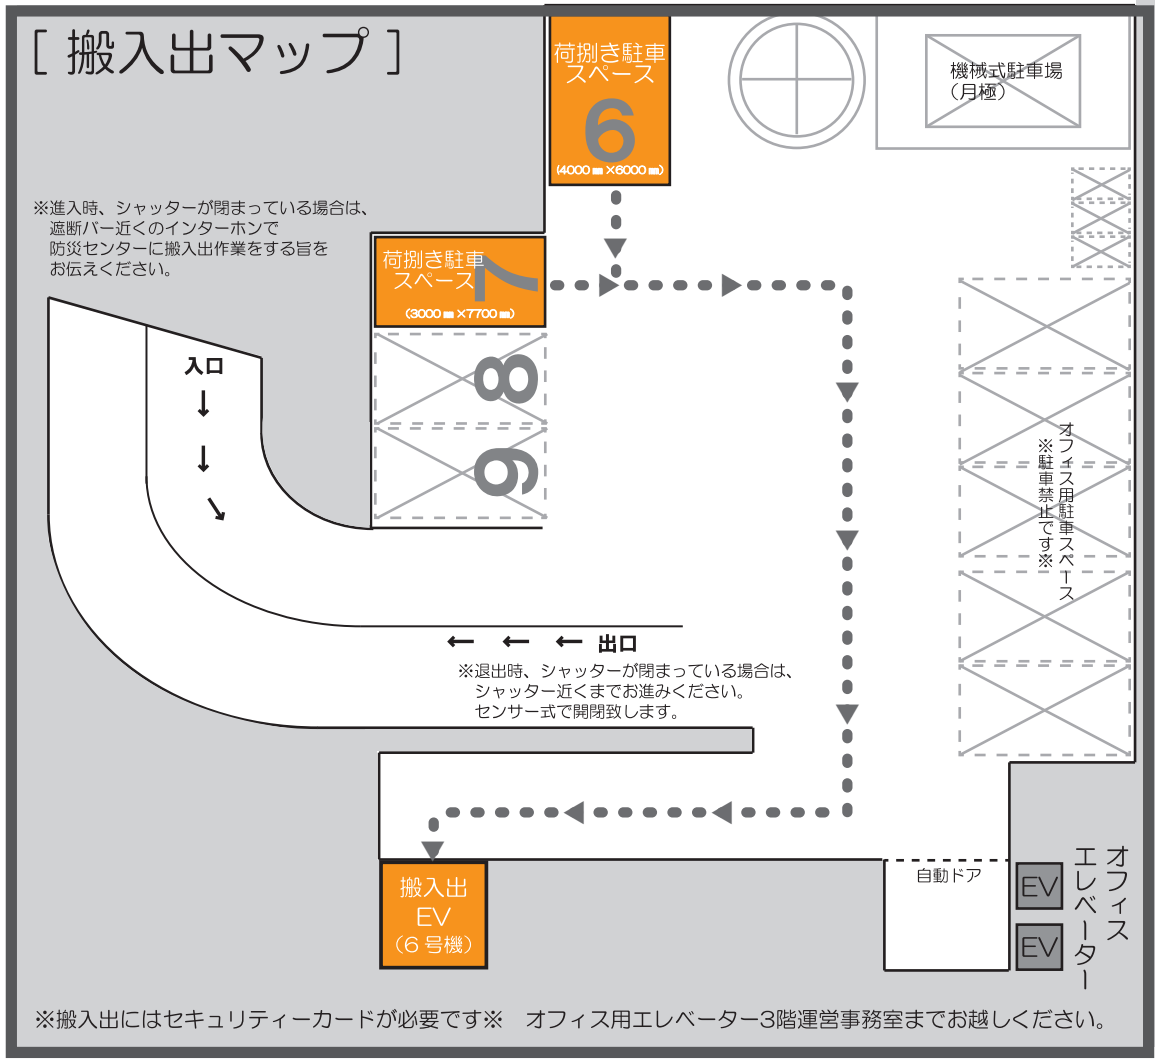 [ 搬入出マップ ]
荷捌き駐車
スペース
6
(4000㎜×6000㎜)
機械式駐車場
（月極）
※進入時、シャッターが閉まっている場合は、
遮断バー近くのインターホンで
防災センターに搬入出作業をする旨を
お伝えください。
荷捌き駐車
スペース
7
(3000㎜×7700㎜)
入口
8
9
オフィス用駐車スペース
※駐車禁止です※
出口
※退出時、シャッターが閉まっている場合は、
シャッター近くまでお進みください。
センサー式で開閉致します。
搬入出
EV
（6号機）
自動ドア
EV
EV
オフィス
エレベーター
※搬入出にはセキュリティーカードが必要です※　オフィス用エレベーター3階運営事務室までお越しください。